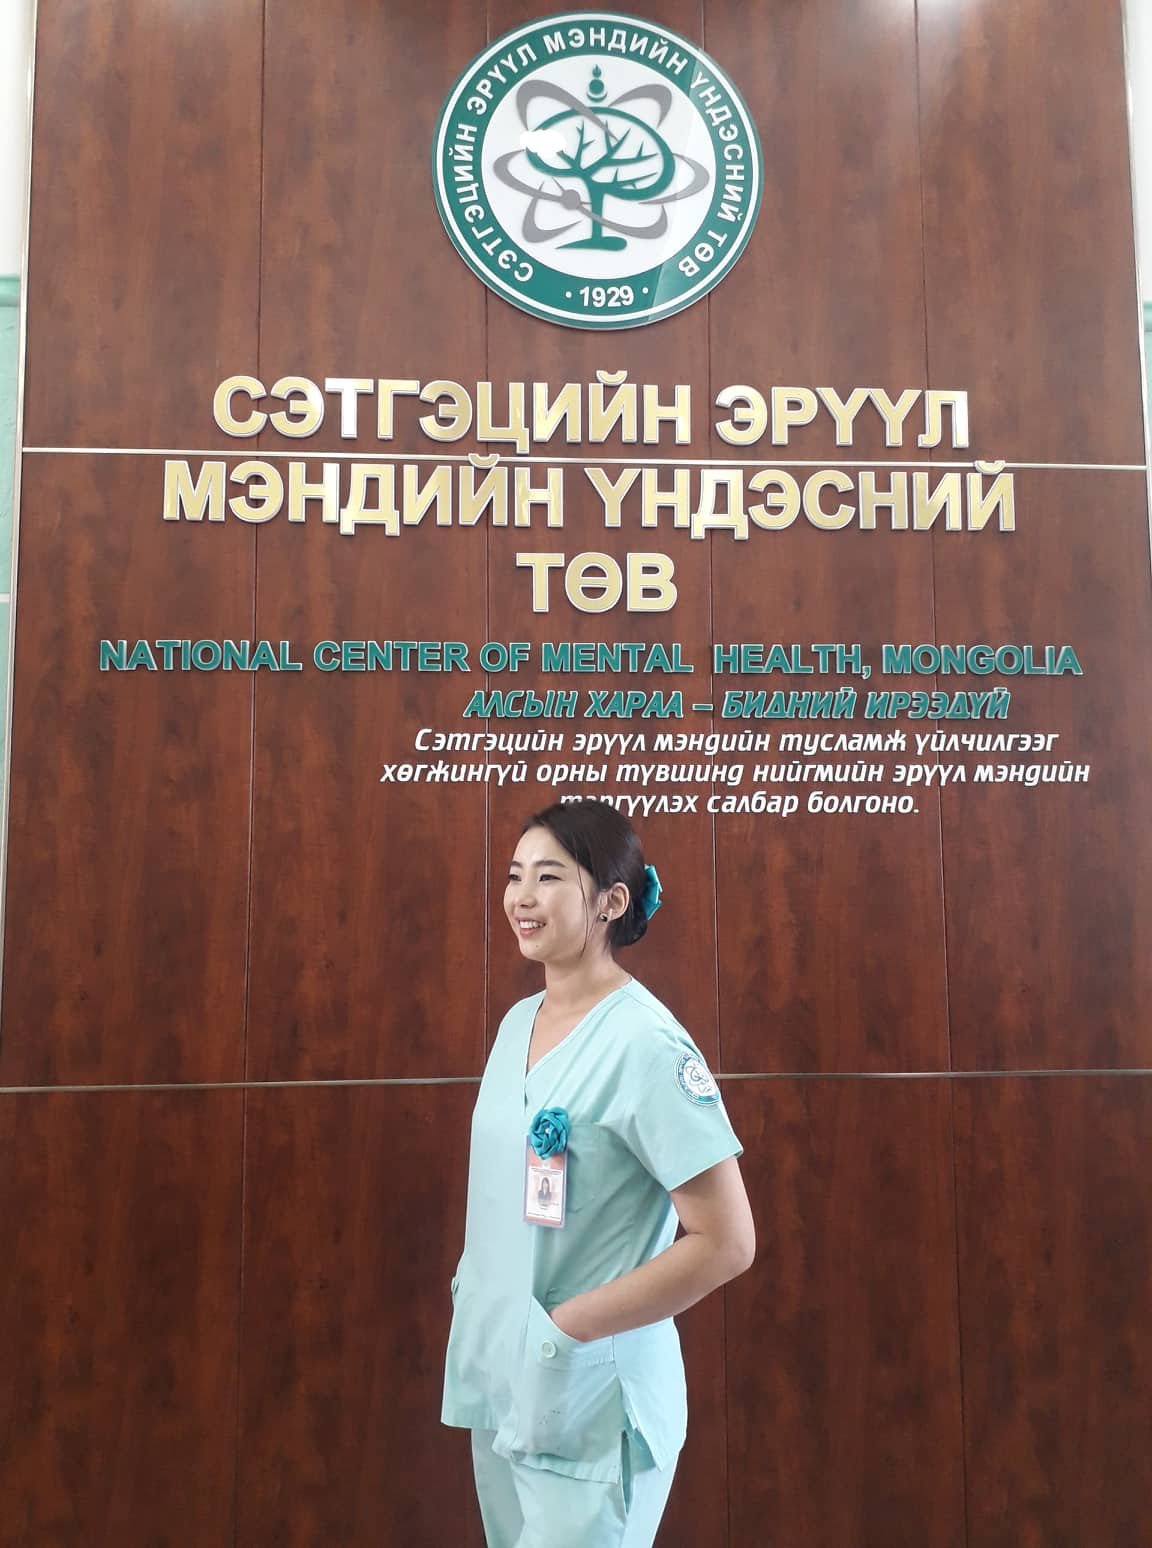 СЭТГЭЦИЙН ЭРҮҮЛ МЭНДИЙН ҮНДЭСНИЙ ТӨВ
· 1929 ·
СЭТГЭЦИЙН ЭРҮҮЛ
МЭНДИЙН ҮНДЭСНИЙ
ТӨВ
NATIONAL CENTER OF MENTAL HEALTH, MONGOLIA
АЛСЫН ХАРАА – БИДНИЙ ИРЭЭДҮЙ
Сэтгэцийн эрүүл мэндийн тусламж үйлчилгээг
хөгжингүй орны түвшинд нийгмийн эрүүл мэндийн
тэргүүлэх салбар болгоно.